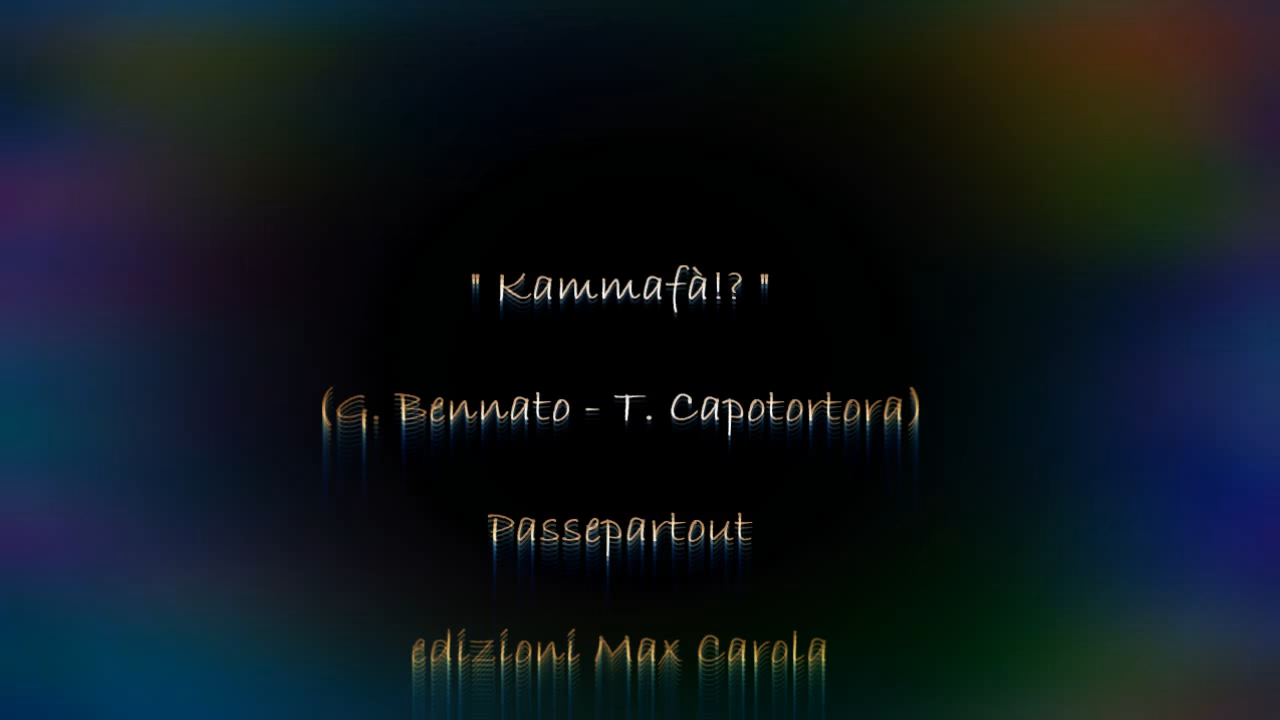 " Kammafà!? "
(G. Bennato - T. Capotortora)
Passepartout
edizioni Max Carola